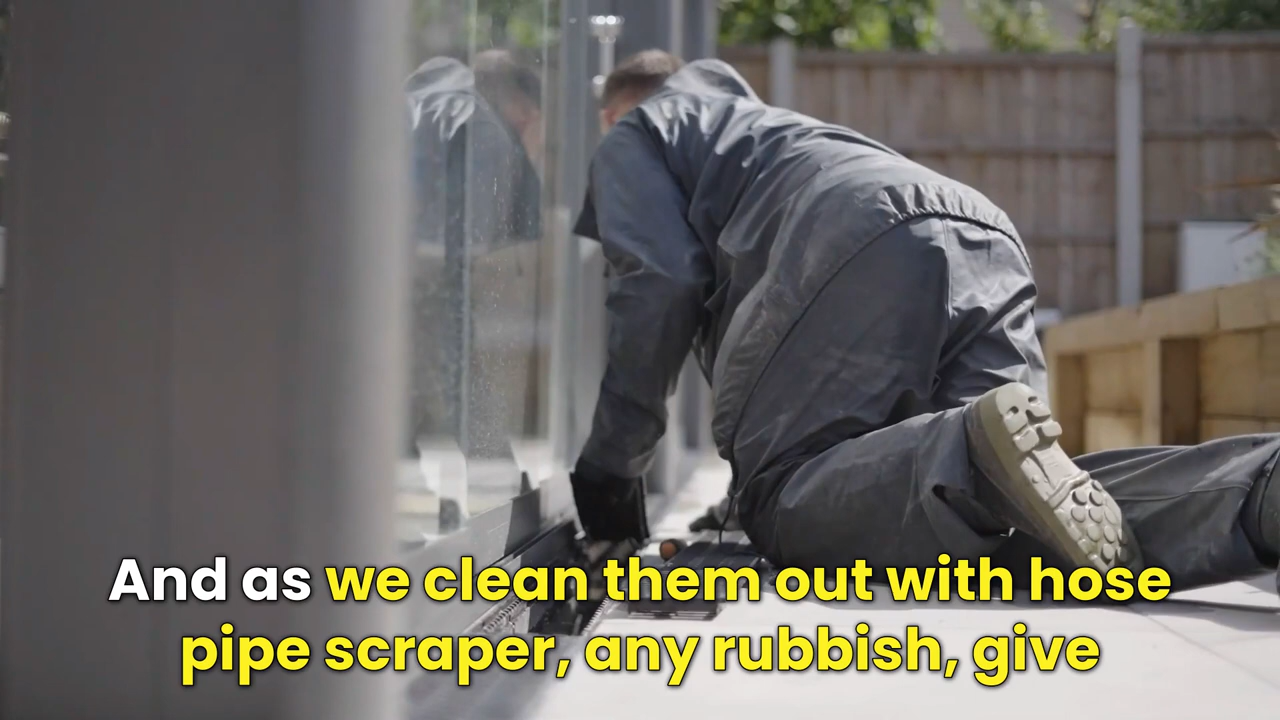 And as we clean them out with hose
pipe scraper, any rubbish, give